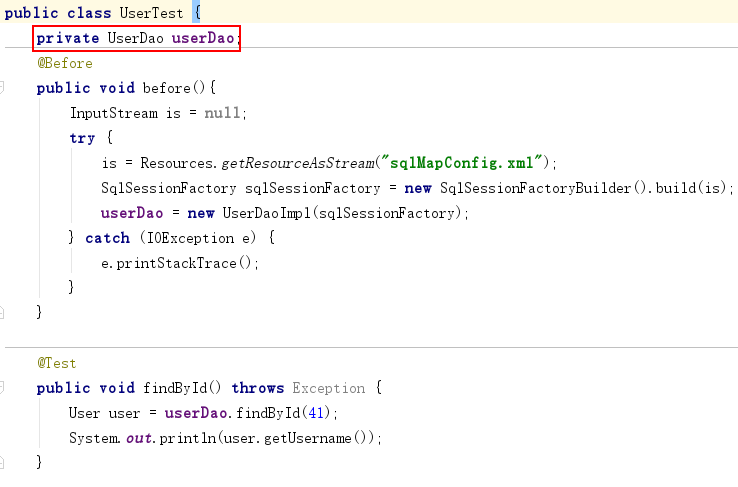 public class UserTest {
    private UserDao userDao;
    @Before
    public void before(){
        InputStream is = null;
        try {
            is = Resources.getResourceAsStream("sqlMapConfig.xml");
            SqlSessionFactory sqlSessionFactory = new SqlSessionFactoryBuilder().build(is);
            userDao = new UserDaoImpl(sqlSessionFactory);
        } catch (IOException e) {
            e.printStackTrace();
        }
    }
    @Test
    public void findById() throws Exception {
        User user = userDao.findById(41);
        System.out.println(user.getUsername());
    }